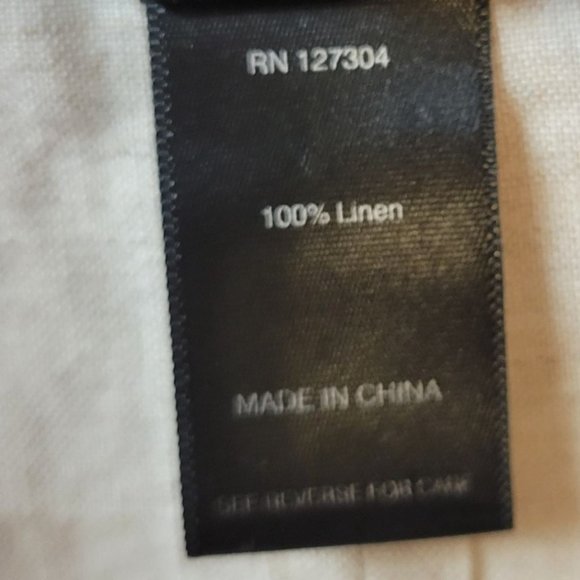 RN 127304
100% Linen
MADE IN CHINA
SEE REVERSE FOR CARE